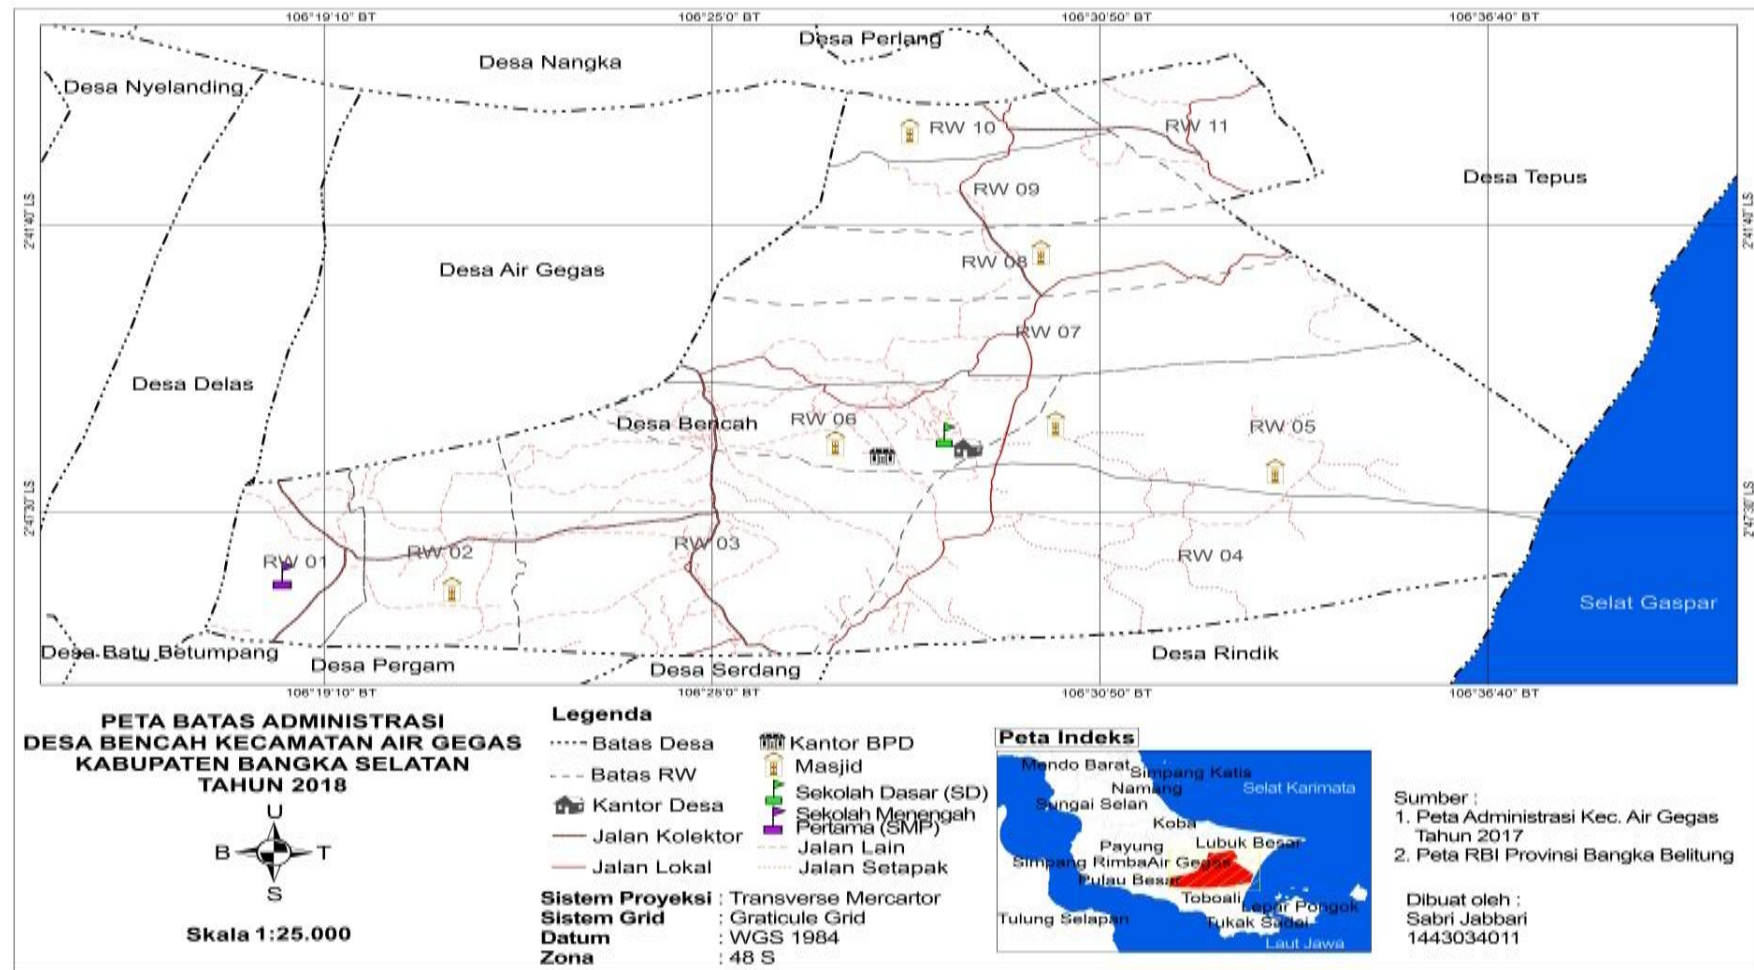 106°19'10" BT
106°25'0" BT
106°30'50" BT
106°36'40" BT
Desa Perlang
Desa Nangka
Desa Nyelanding
RW 10
RW 11
Desa Tepus
RW 09
2°41'40" LS
2°41'40" LS
RW 08
Desa Air Gegas
RW 07
Desa Delas
RW 06
Desa Bencah
RW 05
2°47'30" LS
2°47'30" LS
RW 03
RW 02
RW 04
RW 01
Selat Gaspar
Desa Batu Betumpang
Desa Pergam
Desa Serdang
Desa Rindik
106°19'10" BT
106°25'0" BT
106°30'50" BT
106°36'40" BT
PETA BATAS ADMINISTRASI
DESA BENCAH KECAMATAN AIR GEGAS
KABUPATEN BANGKA SELATAN
TAHUN 2018
U
B T
S
Skala 1:25.000
Legenda
Batas Desa
Batas RW
Kantor Desa
Jalan Kolektor
Jalan Lokal
Kantor BPD
Masjid
Sekolah Dasar (SD)
Sekolah Menengah
Pertama (SMP)
Jalan Lain
Jalan Setapak
Sistem Proyeksi : Transverse Mercartor
Sistem Grid : Graticule Grid
Datum : WGS 1984
Zona : 48 S
Peta Indeks
Mendo Barat
Simpang Katis
Namang
Selat Karimata
Sungai Selan
Koba
Payung
Lubuk Besar
Simpang Rimba
Air Gegas
Pulau Besar
Toboali
Lepar Pongok
Tulung Selapan
Tukak Sadai
Laut Jawa
Sumber :
1. Peta Administrasi Kec. Air Gegas
Tahun 2017
2. Peta RBI Provinsi Bangka Belitung
Dibuat oleh :
Sabri Jabbari
1443034011